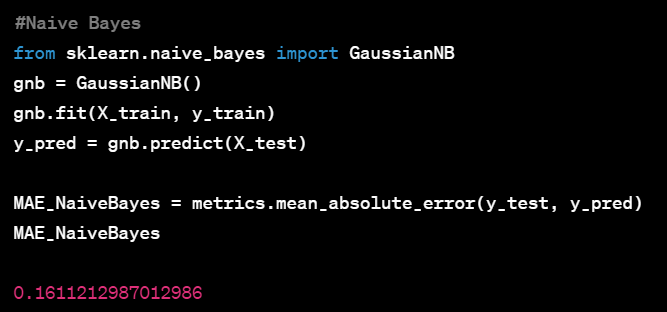 #Naive Bayes
from sklearn.naive_bayes import GaussianNB
gnb = GaussianNB()
gnb.fit(X_train, y_train)
y_pred = gnb.predict(X_test)
MAE_NaiveBayes = metrics.mean_absolute_error(y_test, y_pred)
MAE_NaiveBayes
0.1611212987012986